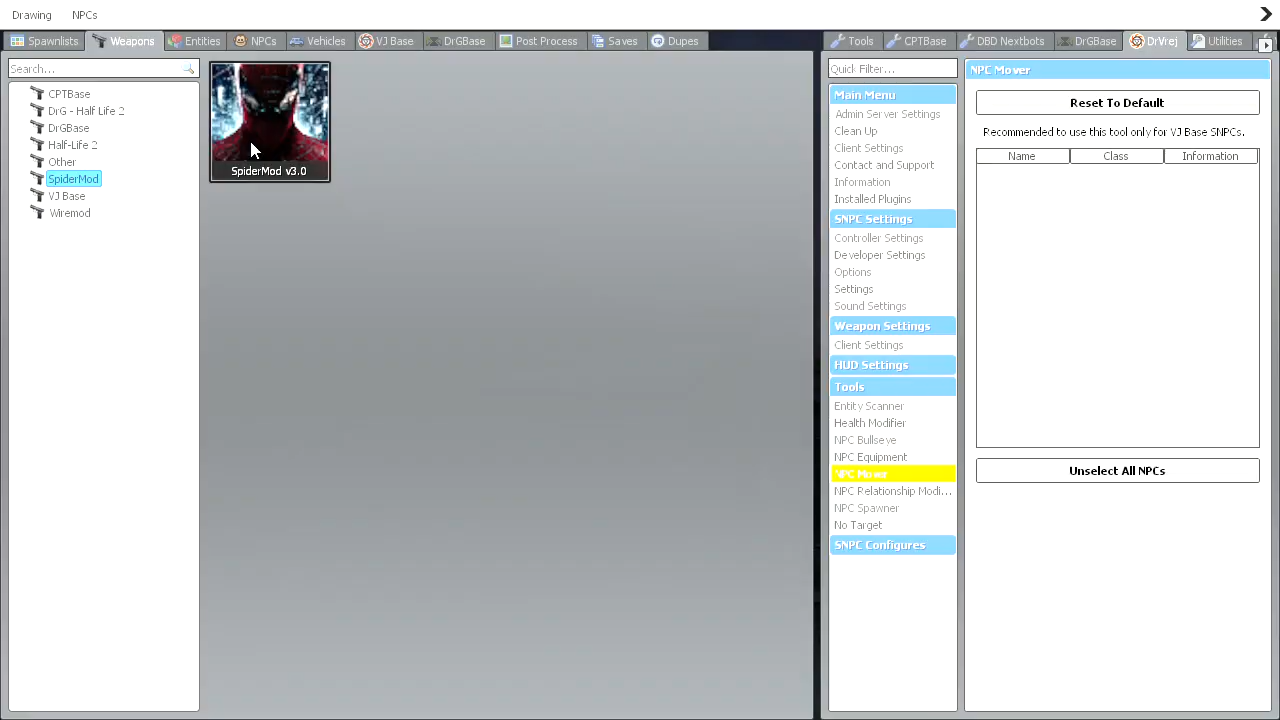 Drawing NPCs
Spawnlists Weapons Entities NPCs Vehicles VJ Base DrGBase Post Process Saves Dupes
Tools CPTBase DBD Nextbots DrGBase DrVrej Utilities
Search...
CPTBase
DrG - Half Life 2
DrGBase
Half-Life 2
Other
SpiderMod
VJ Base
Wiremod
SpiderMod v3.0
Quick Filter...
Main Menu
Admin Server Settings
Clean Up
Client Settings
Contact and Support
Information
Installed Plugins
SNPC Settings
Controller Settings
Developer Settings
Options
Settings
Sound Settings
Weapon Settings
Client Settings
HUD Settings
Tools
Entity Scanner
Health Modifier
NPC Bullseye
NPC Equipment
NPC Mover
NPC Relationship Modi...
NPC Spawner
No Target
SNPC Configures
NPC Mover
Reset To Default
Recommended to use this tool only for VJ Base SNPCs.
Name Class Information
Unselect All NPCs